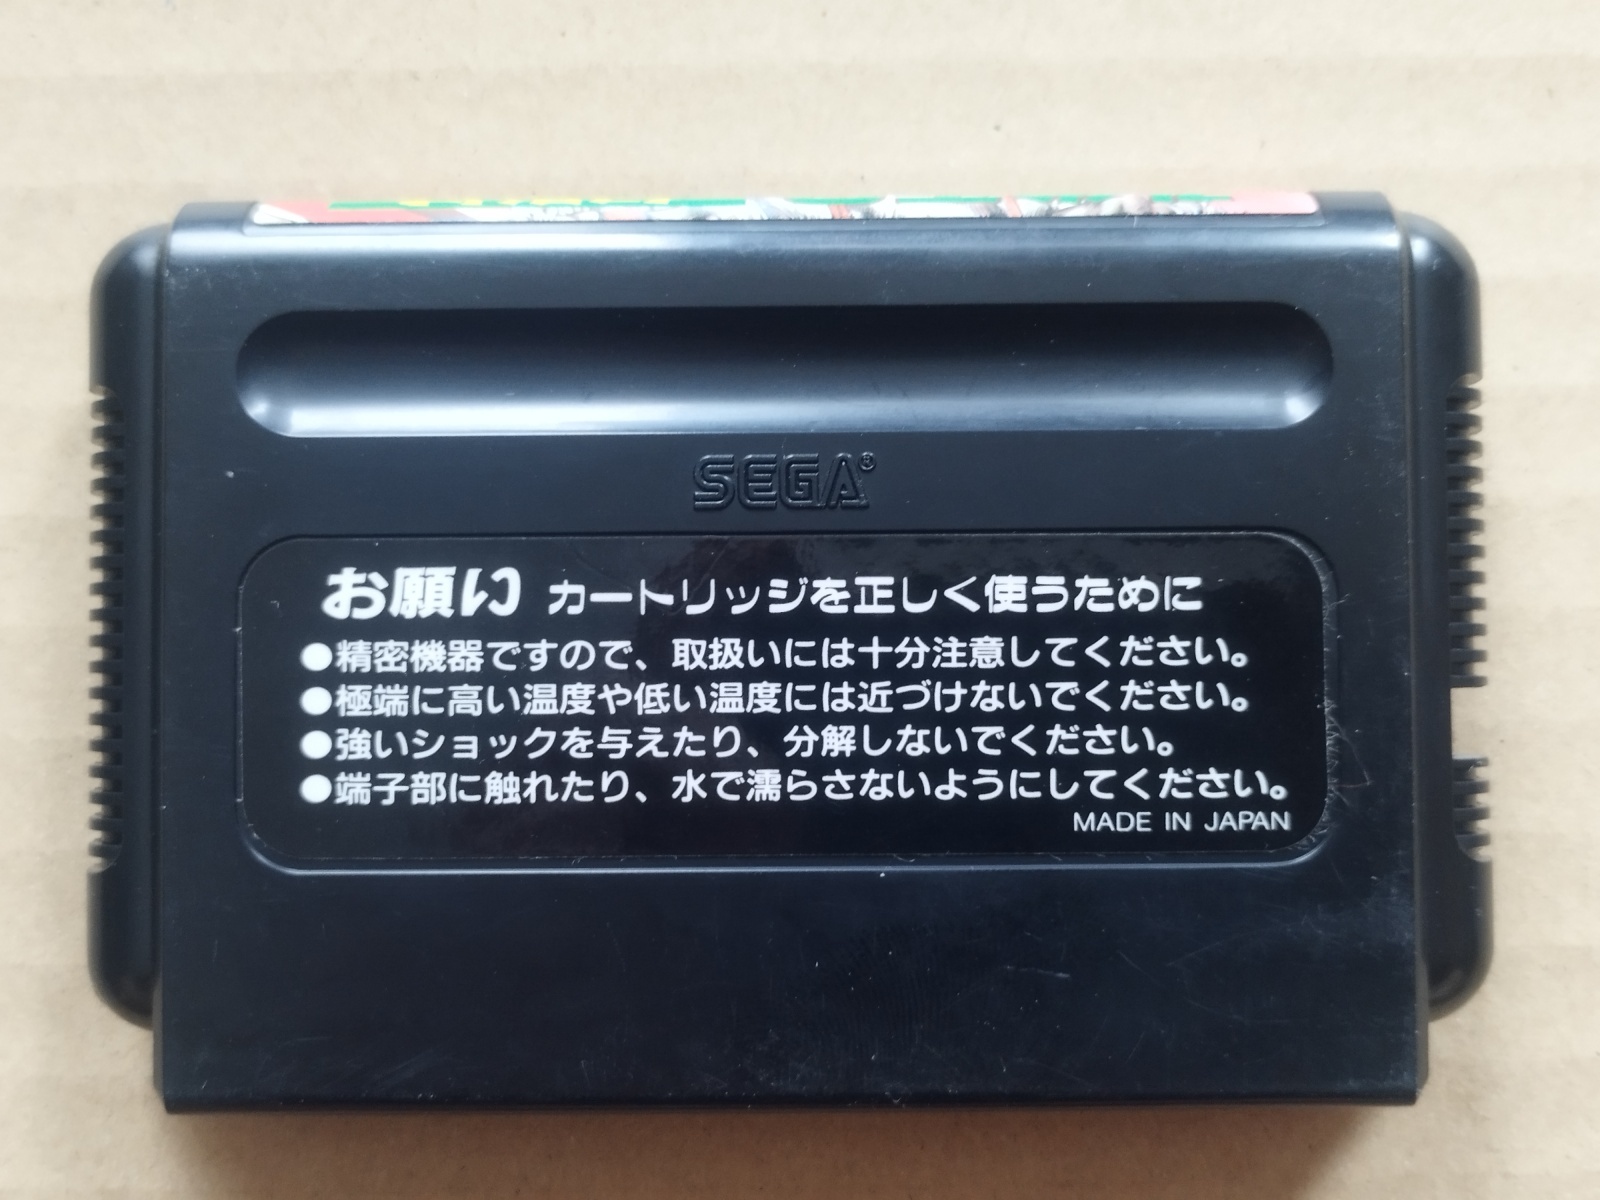 SEGA®
お願い カートリッジを正しく使うために
●精密機器ですので、取扱いには十分注意してください。
●極端に高い温度や低い温度には近づけないでください。
●強いショックを与えたり、分解しないでください。
●端子部に触れたり、水で濡らさないようにしてください。
MADE IN JAPAN